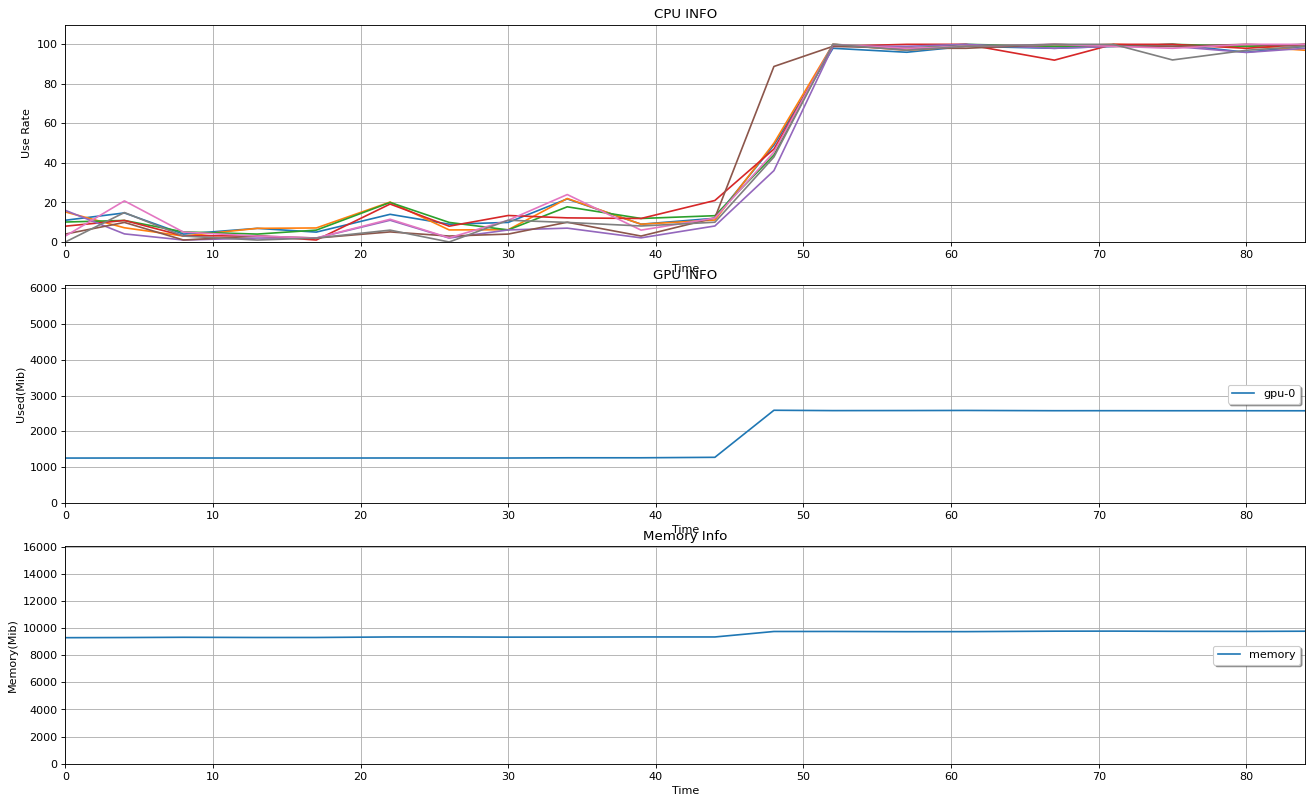 CPU INFO
100
80
60
40
20
0
Use Rate
0 10 20 30 40 50 60 70 80
Time
GPU INFO
6000
5000
4000
3000
2000
1000
0
Used(Mib)
gpu-0
0 10 20 30 40 50 60 70 80
Time
Memory Info
16000
14000
12000
10000
8000
6000
4000
2000
0
Memory(Mib)
memory
0 10 20 30 40 50 60 70 80
Time